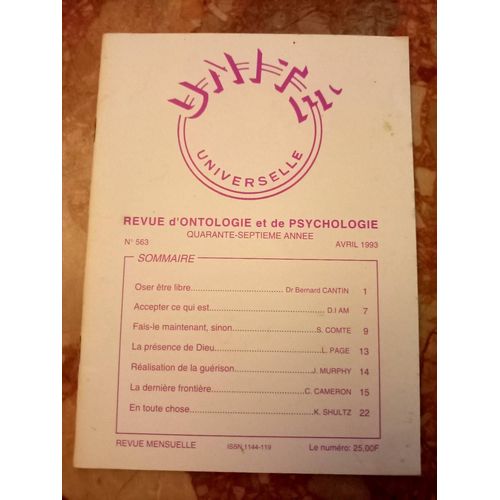 UNITÉ
UNIVERSELLE
REVUE d'ONTOLOGIE et de PSYCHOLOGIE
QUARANTE-SEPTIEME ANNEE
N° 563 AVRIL 1993
SOMMAIRE
Oser être libre............................... Dr Bernard CANTIN 1
Accepter ce qui est.......................................D.I AM 7
Fais-le maintenant, sinon............................S. COMTE 9
La présence de Dieu....................................L. PAGE 13
Réalisation de la guérison...........................J. MURPHY 14
La dernière frontière...............................C. CAMERON 15
En toute chose......................................K. SHULTZ 22
REVUE MENSUELLE ISSN 1144-119 Le numéro: 25,00F